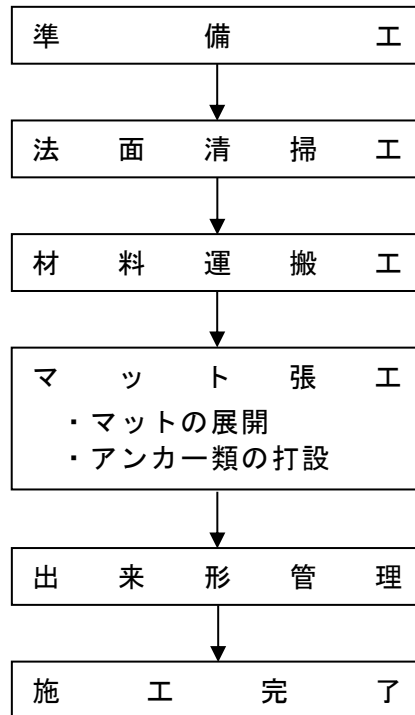 準備工
法面清掃工
材料運搬工
マット張工
・マットの展開
・アンカー類の打設
出来形管理
施工完了